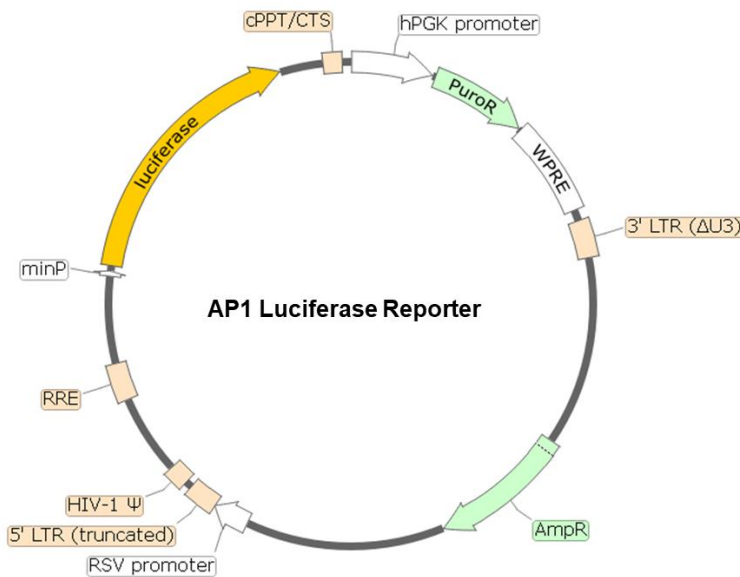 cPPT/CTS
hPGK promoter
PuroR
WPRE
luciferase
3' LTR (ΔU3)
minP
AP1 Luciferase Reporter
RRE
HIV-1 Ψ
5' LTR (truncated)
RSV promoter
AmpR